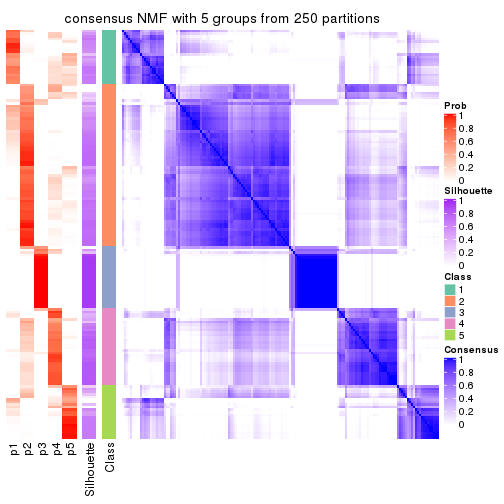 consensus NMF with 5 groups from 250 partitions
Prob
1
0.8
0.6
0.4
0.2
0
Silhouette
1
0.8
0.6
0.4
0.2
0
Class
1
2
3
4
5
Consensus
1
0.8
0.6
0.4
0.2
0
p1
p2
p3
p4
p5
Silhouette
Class